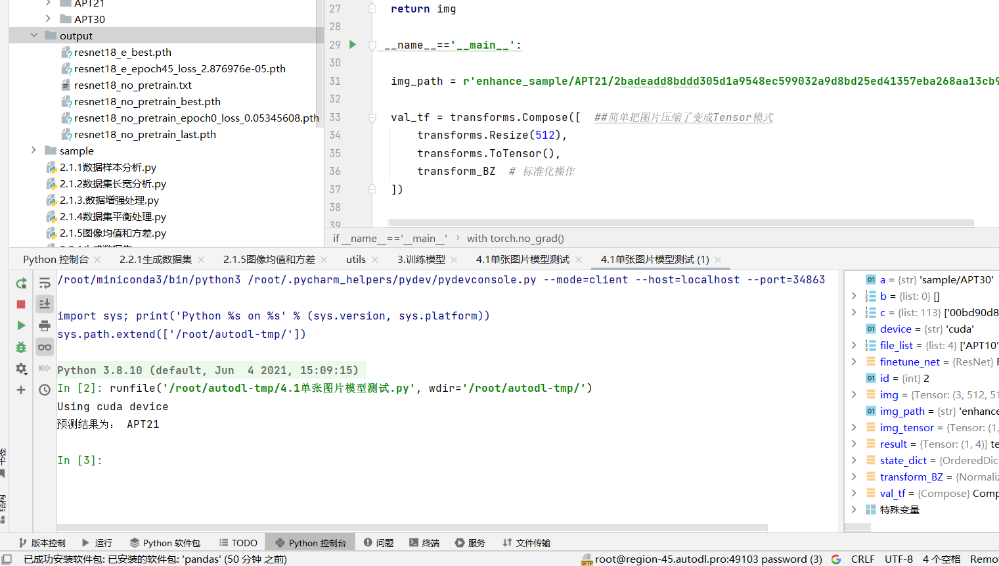 APT21
APT30
output
resnet18_e_best.pth
resnet18_e_epoch45_loss_2.876976e-05.pth
resnet18_no_pretrain.txt
resnet18_no_pretrain_best.pth
resnet18_no_pretrain_epoch0_loss_0.05345608.pth
resnet18_no_pretrain_last.pth
sample
2.1.1数据样本分析.py
2.1.2数据集长宽分析.py
2.1.3.数据增强处理.py
2.1.4数据集平衡处理.py
2.1.5图像均值和方差.py
27 return img
28
29 __name__=='__main__':
30
31 img_path = r'enhance_sample/APT21/2badeadd8bddd305d1a9548ec599032a9d8bd25ed41357eba268aa13cb9
32
33 val_tf = transforms.Compose([ ##简单把图片压缩了变成Tensor模式
34 transforms.Resize(512),
35 transforms.ToTensor(),
36 transform_BZ # 标准化操作
37 ])
38
39
if __name__=='__main__' › with torch.no_grad()
Python 控制台 2.2.1生成数据集 2.1.5图像均值和方差 utils 3.训练模型 4.1单张图片模型测试 4.1单张图片模型测试 (1)
/root/miniconda3/bin/python3 /root/.pycharm_helpers/pydev/pydevconsole.py --mode=client --host=localhost --port=34863
import sys; print('Python %s on %s' % (sys.version, sys.platform))
sys.path.extend(['/root/autodl-tmp/'])
Python 3.8.10 (default, Jun  4 2021, 15:09:15)
In [2]: runfile('/root/autodl-tmp/4.1单张图片模型测试.py', wdir='/root/autodl-tmp/')
Using cuda device
预测结果为： APT21
In [3]:
a = {str} 'sample/APT30'
b = {list: 0} []
c = {list: 113} ['00bd90d8
device = {str} 'cuda'
file_list = {list: 4} ['APT10'
finetune_net = {ResNet}
id = {int} 2
img = {Tensor: (3, 512, 51
img_path = {str} 'enhance
img_tensor = {Tensor: (1,
result = {Tensor: (1, 4)} te
state_dict = {OrderedDic
transform_BZ = {Normaliz
val_tf = {Compose} Comp
特殊变量
结构
版本控制 运行 Python 软件包 TODO Python 控制台 问题 终端 服务 文件传输
已成功安装软件包: 已安装的软件包: 'pandas' (50 分钟 之前)
SFTP root@region-45.autodl.pro:49103 password (3) CRLF UTF-8 4 个空格 Remo